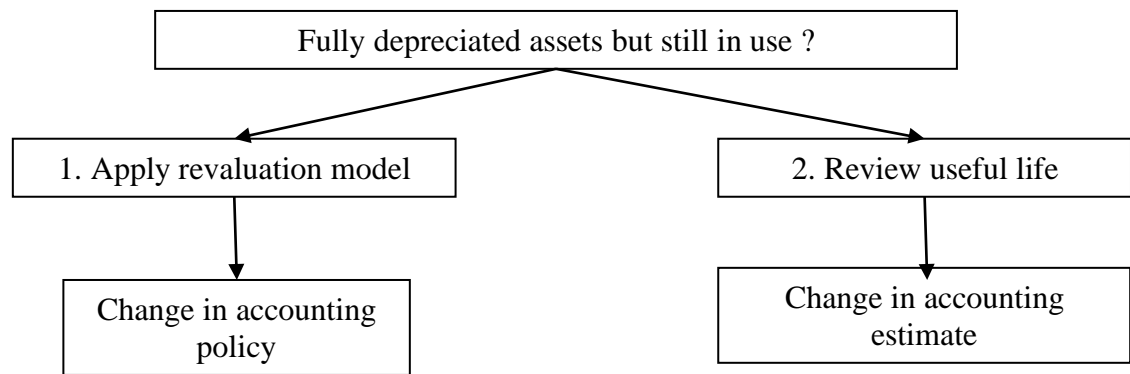 Fully depreciated assets but still in use ?
1. Apply revaluation model
2. Review useful life
Change in accounting
policy
Change in accounting
estimate